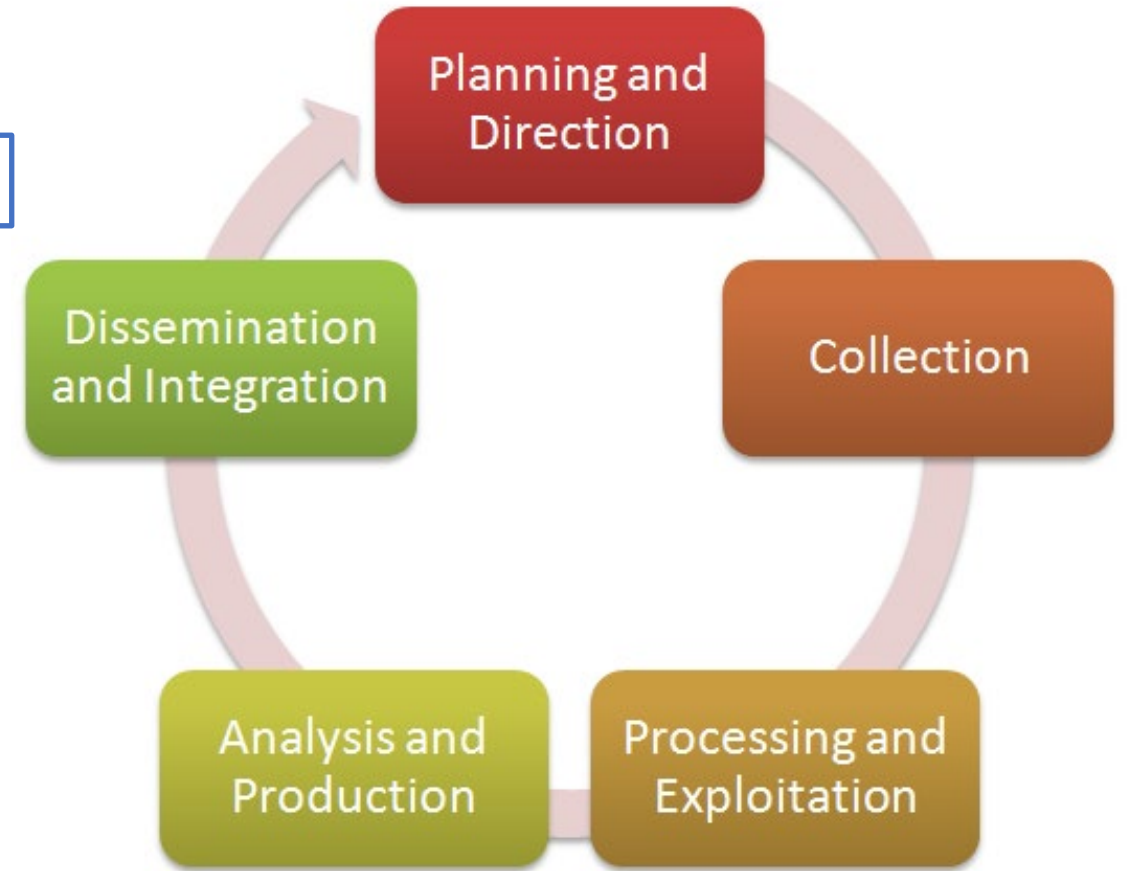 Planning and
Direction
Collection
Processing and
Exploitation
Analysis and
Production
Dissemination
and Integration